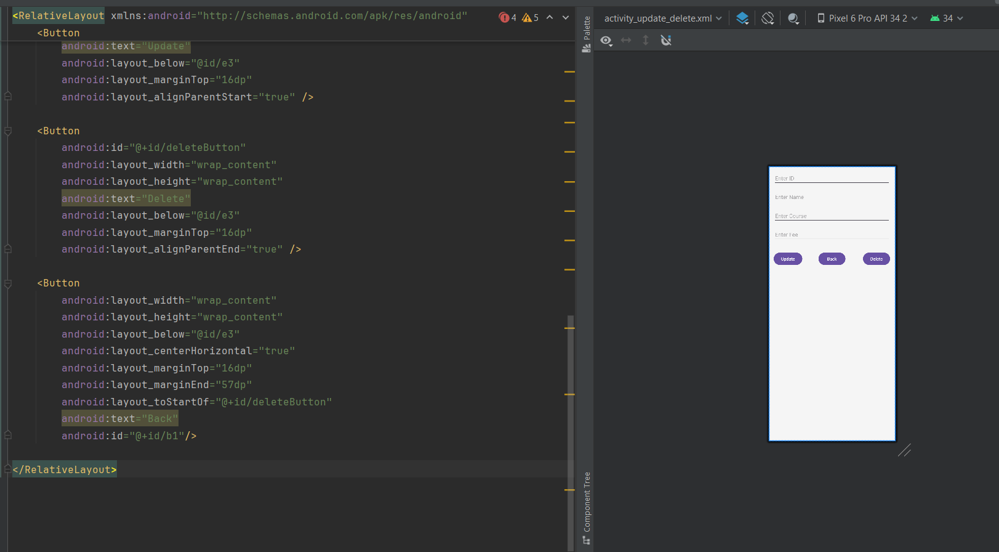 <RelativeLayout xmlns:android="http://schemas.android.com/apk/res/android"
4 5
<Button
android:text="Update"
android:layout_below="@id/e3"
android:layout_marginTop="16dp"
android:layout_alignParentStart="true" />
<Button
android:id="@+id/deleteButton"
android:layout_width="wrap_content"
android:layout_height="wrap_content"
android:text="Delete"
android:layout_below="@id/e3"
android:layout_marginTop="16dp"
android:layout_alignParentEnd="true" />
<Button
android:layout_width="wrap_content"
android:layout_height="wrap_content"
android:layout_below="@id/e3"
android:layout_centerHorizontal="true"
android:layout_marginTop="16dp"
android:layout_marginEnd="57dp"
android:layout_toStartOf="@+id/deleteButton"
android:text="Back"
android:id="@+id/b1"/>
</RelativeLayout>
Palette
Component Tree
activity_update_delete.xml
Pixel 6 Pro API 34 2
34
Enter ID
Enter Name
Enter Course
Enter Fee
Update Back Delete